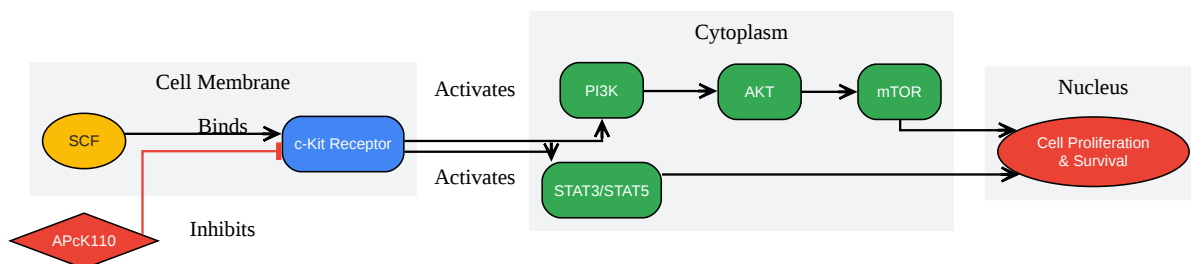 Cell Membrane
SCF
Binds
c-Kit Receptor
APcK110
Inhibits
Activates
Activates
Cytoplasm
PI3K
AKT
mTOR
STAT3/STAT5
Nucleus
Cell Proliferation
& Survival